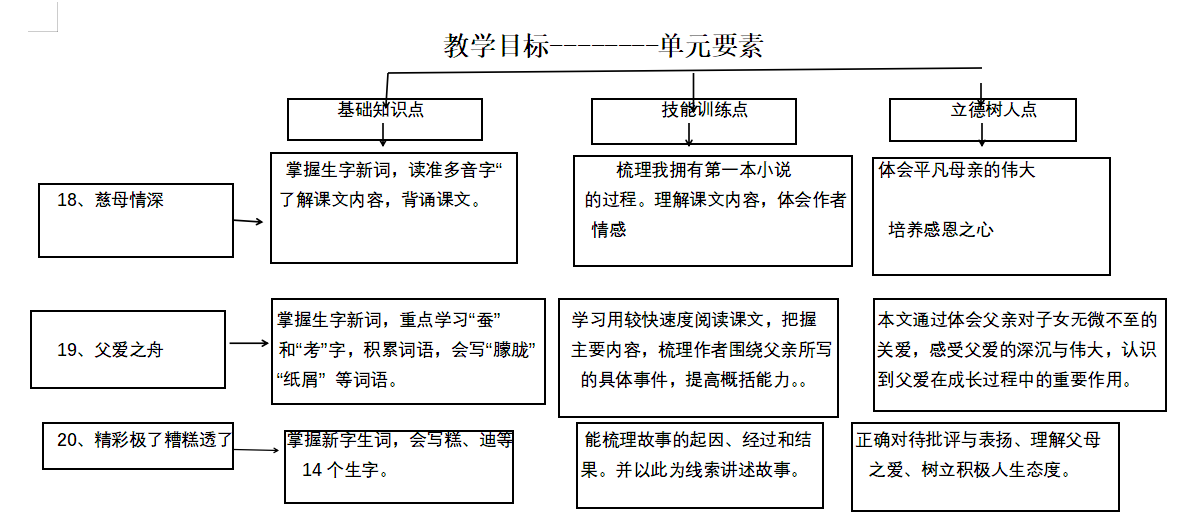 教学目标--------单元要素
基础知识点
技能训练点
立德树人点
18、慈母情深
掌握生字新词，读准多音字“
了解课文内容，背诵课文。
梳理我拥有第一本小说
的过程。理解课文内容，体会作者
情感
体会平凡母亲的伟大
培养感恩之心
19、父爱之舟
掌握生字新词，重点学习“蚕”
和“考”字，积累词语，会写“朦胧”
“纸屑” 等词语。
学习用较快速度阅读课文，把握
主要内容，梳理作者围绕父亲所写
的具体事件，提高概括能力。。
本文通过体会父亲对子女无微不至的
关爱，感受父爱的深沉与伟大，认识
到父爱在成长过程中的重要作用。
20、精彩极了糟糕透了
掌握新字生词，会写糕、迪等
14个生字。
能梳理故事的起因、经过和结
果。并以此为线索讲述故事。
正确对待批评与表扬、理解父母
之爱、树立积极人生态度。